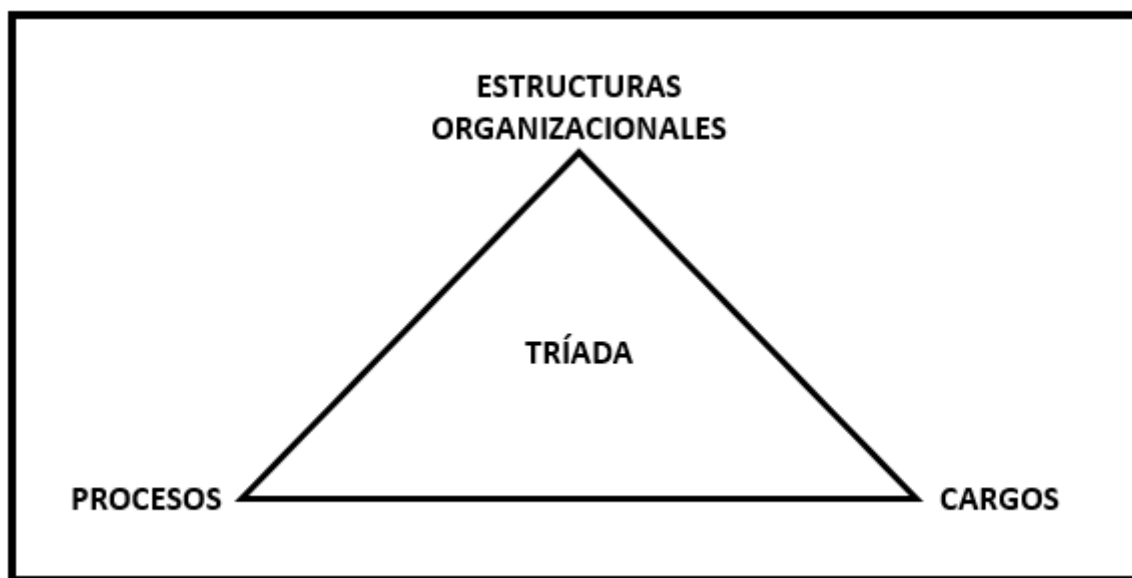 ESTRUCTURAS
ORGANIZACIONALES
TRÍADA
PROCESOS
CARGOS